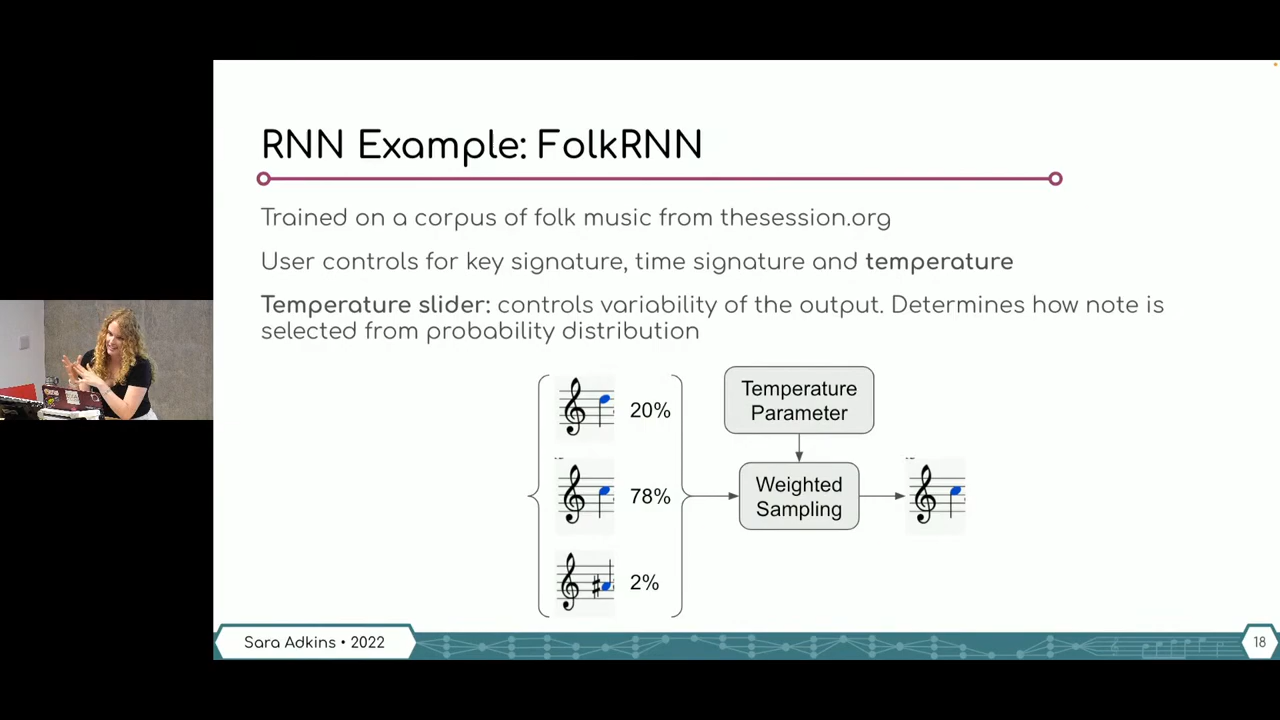 RNN Example: FolkRNN
Trained on a corpus of folk music from thesession.org
User controls for key signature, time signature and temperature
Temperature slider: controls variability of the output. Determines how note is
selected from probability distribution
20%
78%
2%
Temperature
Parameter
Weighted
Sampling
Sara Adkins • 2022
18